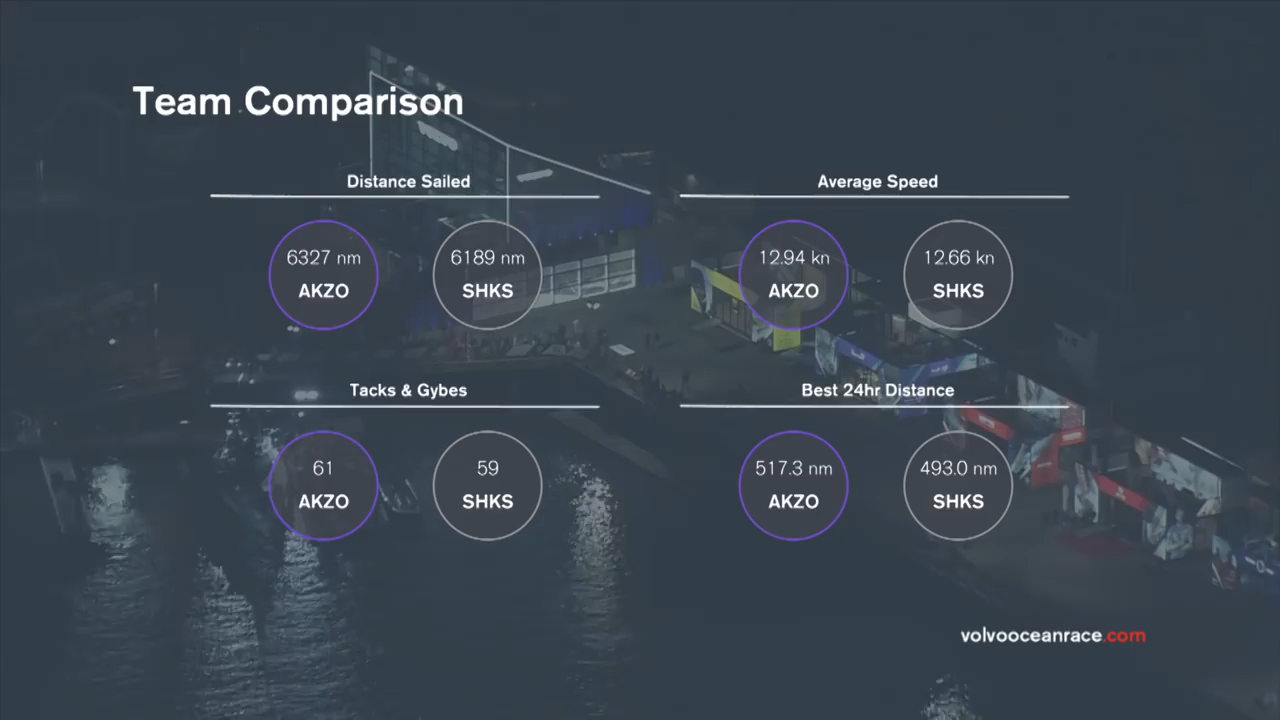 Team Comparison
Distance Sailed
6327 nm
AKZO
6189 nm
SHKS
Average Speed
12.94 kn
AKZO
12.66 kn
SHKS
Tacks & Gybes
61
AKZO
59
SHKS
Best 24hr Distance
517.3 nm
AKZO
493.0 nm
SHKS
volvooceanrace.com